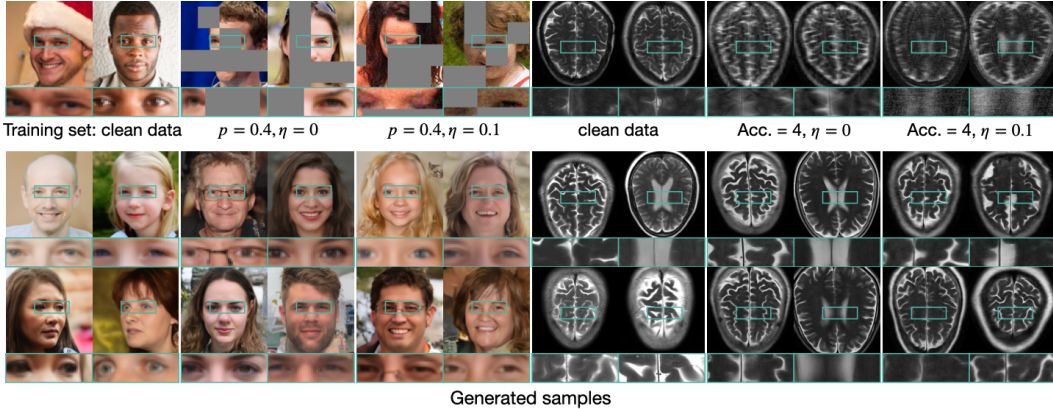 Training set: clean data
p = 0.4, η = 0
p = 0.4, η = 0.1
clean data
Acc. = 4, η = 0
Acc. = 4, η = 0.1
Generated samples